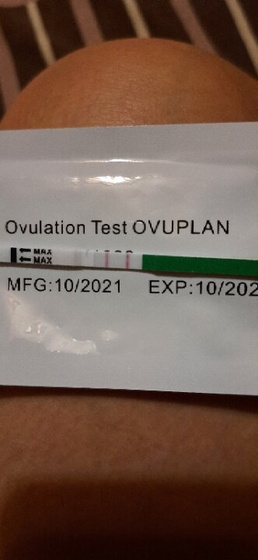 Ovulation Test OVUPLAN
MAX
MAX
MFG:10/2021 EXP:10/202